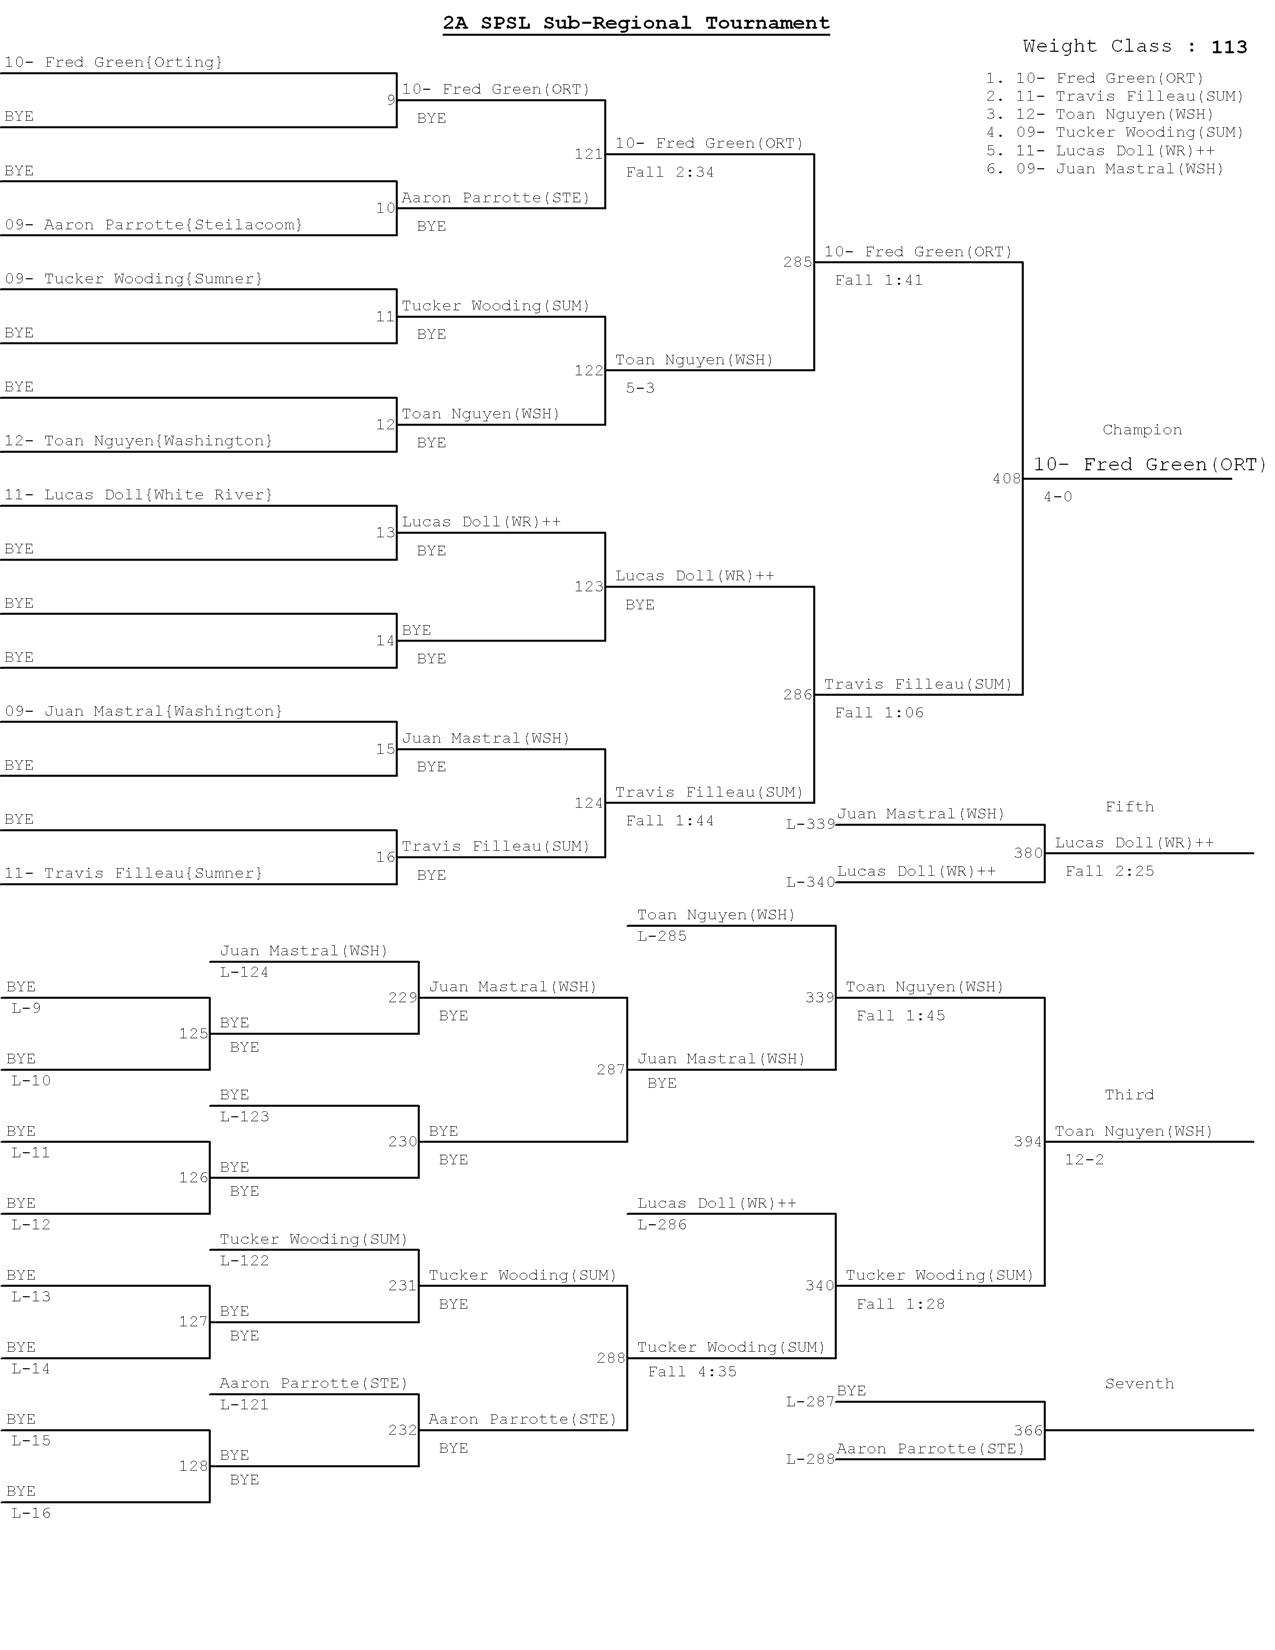 2A SPSL Sub-Regional Tournament
Weight Class : 113
1. 10- Fred Green(ORT)
2. 11- Travis Filleau(SUM)
3. 12- Toan Nguyen(WSH)
4. 09- Tucker Wooding(SUM)
5. 11- Lucas Doll(WR)++
6. 09- Juan Mastral(WSH)
10- Fred Green{Orting}
9
10- Fred Green(ORT)
BYE
BYE
121
10- Fred Green(ORT)
Fall 2:34
BYE
10
Aaron Parrotte(STE)
BYE
09- Aaron Parrotte{Steilacoom}
285
10- Fred Green(ORT)
Fall 1:41
09- Tucker Wooding{Sumner}
11
Tucker Wooding(SUM)
BYE
BYE
122
Toan Nguyen(WSH)
5-3
BYE
12
Toan Nguyen(WSH)
BYE
12- Toan Nguyen{Washington}
Champion
408
10- Fred Green(ORT)
4-0
11- Lucas Doll{White River}
13
Lucas Doll(WR)++
BYE
BYE
123
Lucas Doll(WR)++
BYE
BYE
14
BYE
BYE
BYE
286
Travis Filleau(SUM)
Fall 1:06
09- Juan Mastral{Washington}
15
Juan Mastral(WSH)
BYE
BYE
124
Travis Filleau(SUM)
Fall 1:44
BYE
16
Travis Filleau(SUM)
BYE
11- Travis Filleau{Sumner}
Fifth
L-339
Juan Mastral(WSH)
380
Lucas Doll(WR)++
Fall 2:25
L-340
Lucas Doll(WR)++
Toan Nguyen(WSH)
L-285
Juan Mastral(WSH)
L-124
BYE
L-9
229
Juan Mastral(WSH)
BYE
339
Toan Nguyen(WSH)
Fall 1:45
125
BYE
BYE
BYE
L-10
287
Juan Mastral(WSH)
BYE
BYE
L-123
Third
BYE
L-11
230
BYE
BYE
394
Toan Nguyen(WSH)
12-2
126
BYE
BYE
BYE
L-12
Lucas Doll(WR)++
L-286
Tucker Wooding(SUM)
L-122
BYE
L-13
231
Tucker Wooding(SUM)
BYE
340
Tucker Wooding(SUM)
Fall 1:28
127
BYE
BYE
BYE
L-14
288
Tucker Wooding(SUM)
Fall 4:35
Aaron Parrotte(STE)
L-121
Seventh
L-287
BYE
BYE
L-15
232
Aaron Parrotte(STE)
BYE
366
128
BYE
BYE
L-288
Aaron Parrotte(STE)
BYE
L-16